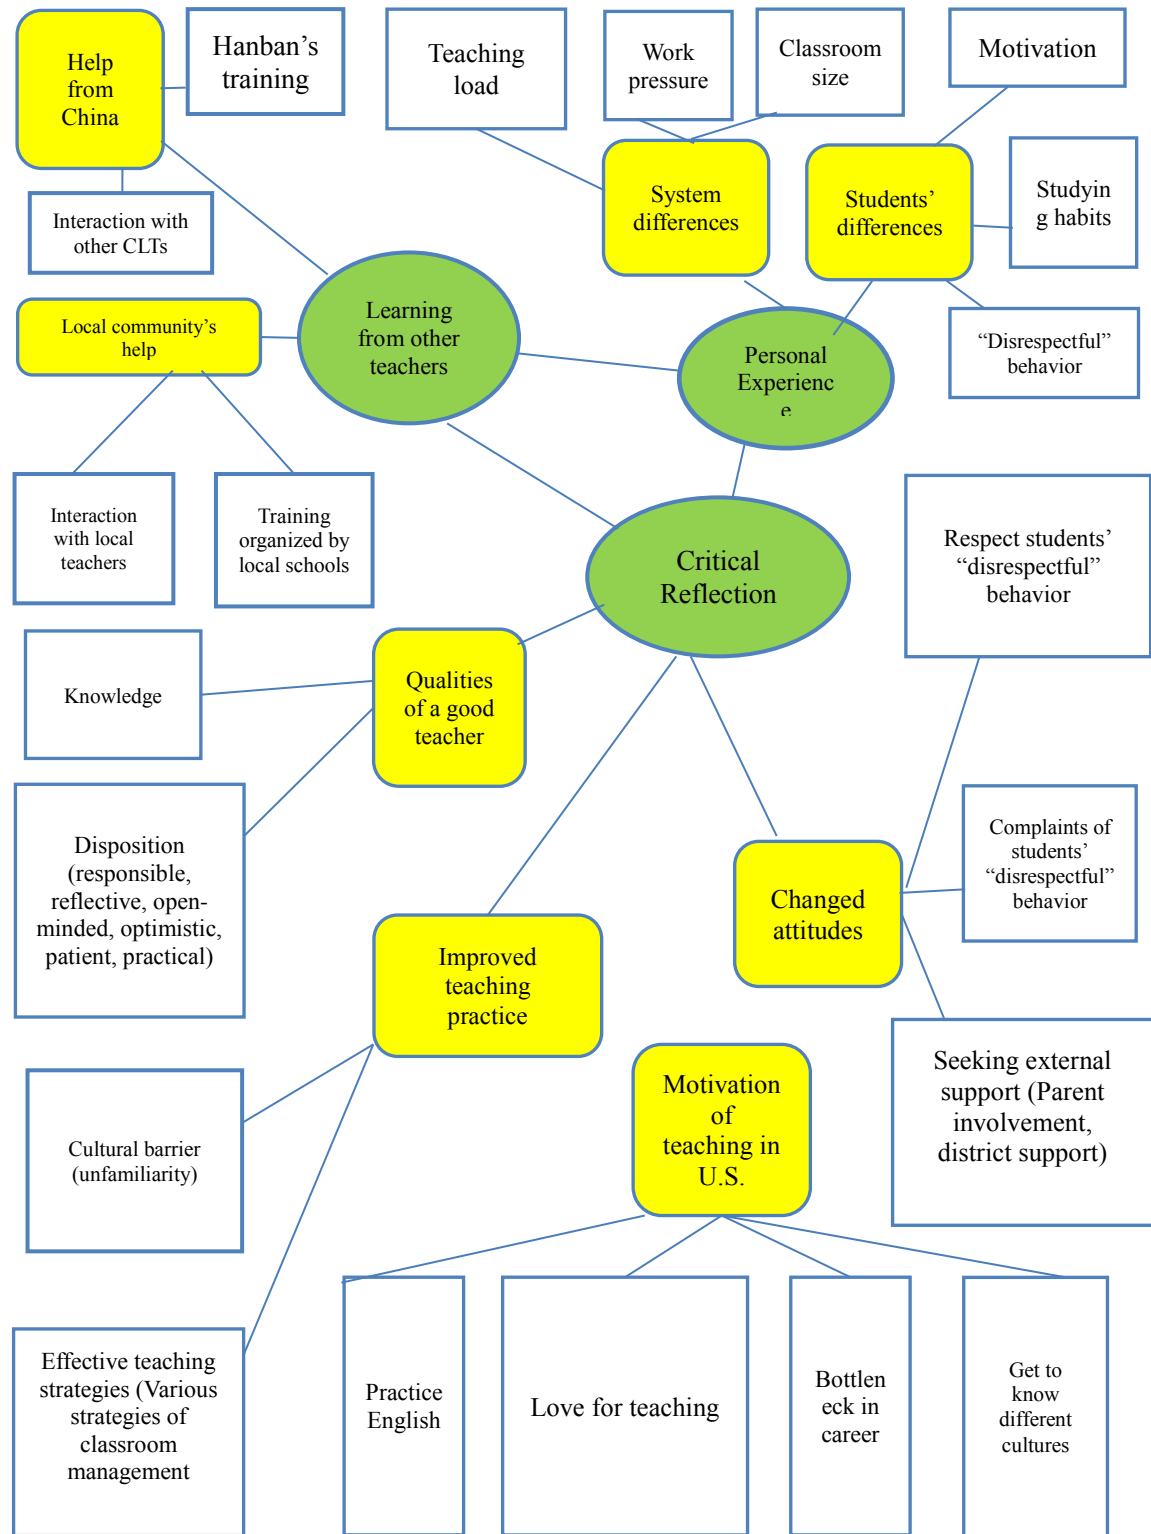 Help
from
China
Hanban’s
training
Teaching
load
Work
pressure
Classroom
size
Motivation
Interaction with
other CLTs
System
differences
Students’
differences
Studyin
g habits
Local community’s
help
Learning
from other
teachers
Personal
Experienc
e
“Disrespectful”
behavior
Interaction
with local
teachers
Training
organized by
local schools
Critical
Reflection
Respect students’
“disrespectful”
behavior
Knowledge
Qualities
of a good
teacher
Disposition
(responsible,
reflective, open-
minded, optimistic,
patient, practical)
Changed
attitudes
Complaints of
students’
“disrespectful”
behavior
Improved
teaching
practice
Cultural barrier
(unfamiliarity)
Motivation
of
teaching in
U.S.
Seeking external
support (Parent
involvement,
district support)
Effective teaching
strategies (Various
strategies of
classroom
management
Practice
English
Love for teaching
Bottlen
eck in
career
Get to
know
different
cultures